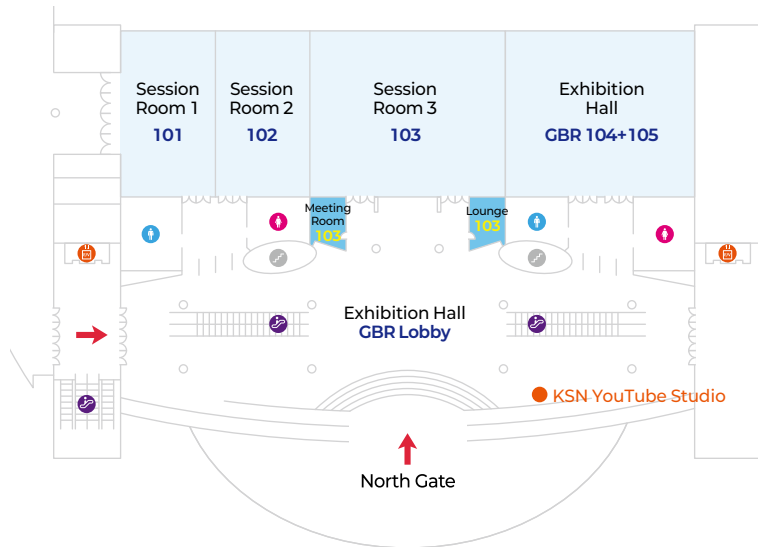 Session
Room 1
101
Session
Room 2
102
Session
Room 3
103
Exhibition
Hall
GBR 104+105
Meeting
Room
103
Lounge
103
Exhibition Hall
GBR Lobby
KSN YouTube Studio
North Gate